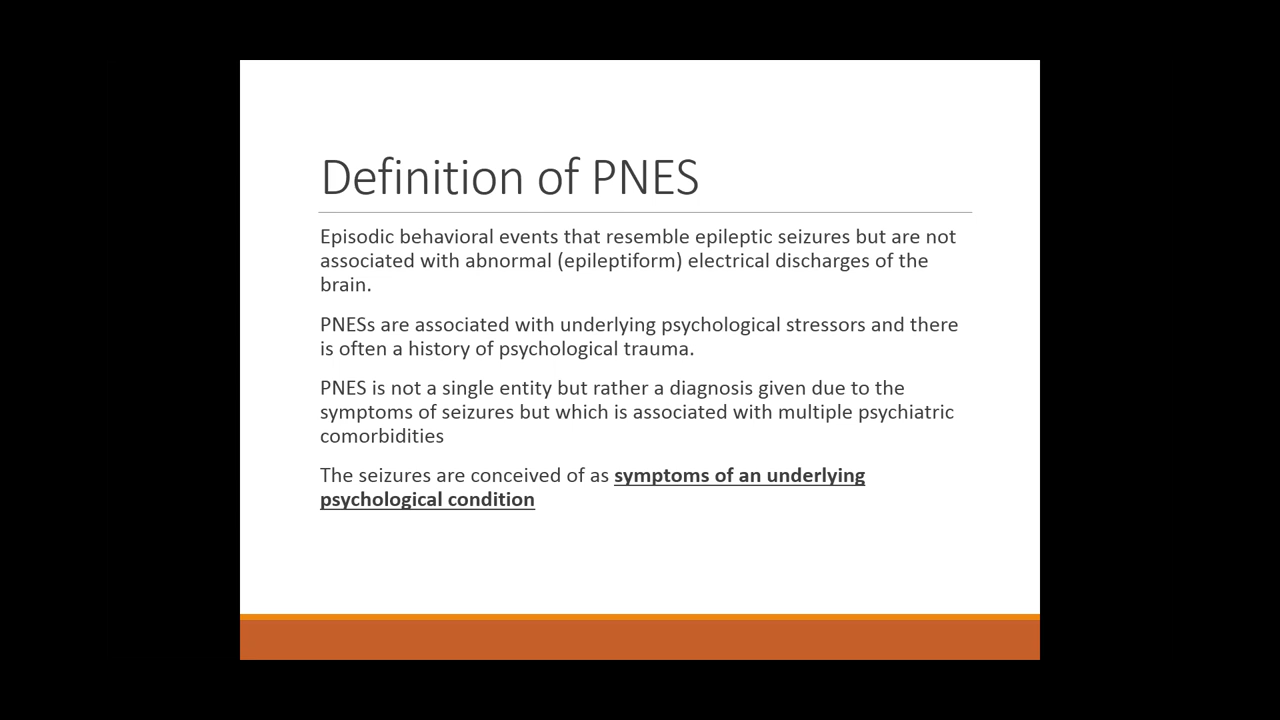 Definition of PNES
Episodic behavioral events that resemble epileptic seizures but are not
associated with abnormal (epileptiform) electrical discharges of the
brain.
PNESs are associated with underlying psychological stressors and there
is often a history of psychological trauma.
PNES is not a single entity but rather a diagnosis given due to the
symptoms of seizures but which is associated with multiple psychiatric
comorbidities
The seizures are conceived of as symptoms of an underlying
psychological condition